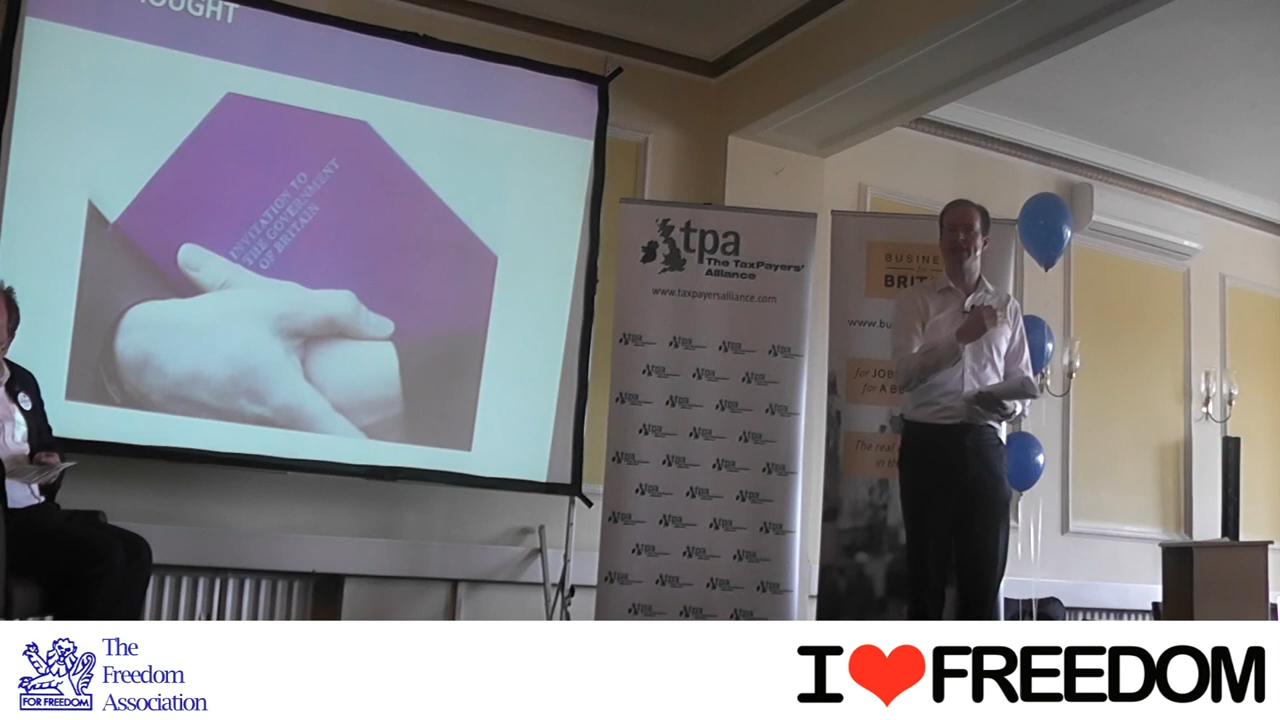 INVITATION TO
THE GOVERNMENT
OF BRITAIN
tpa
The TaxPayers'
Alliance
www.taxpayersalliance.com
BUSINE
for
BRIT
www.bu
for JOB
for A B
The real
in th
The
Freedom
Association
FOR FREEDOM
I ❤ FREEDOM